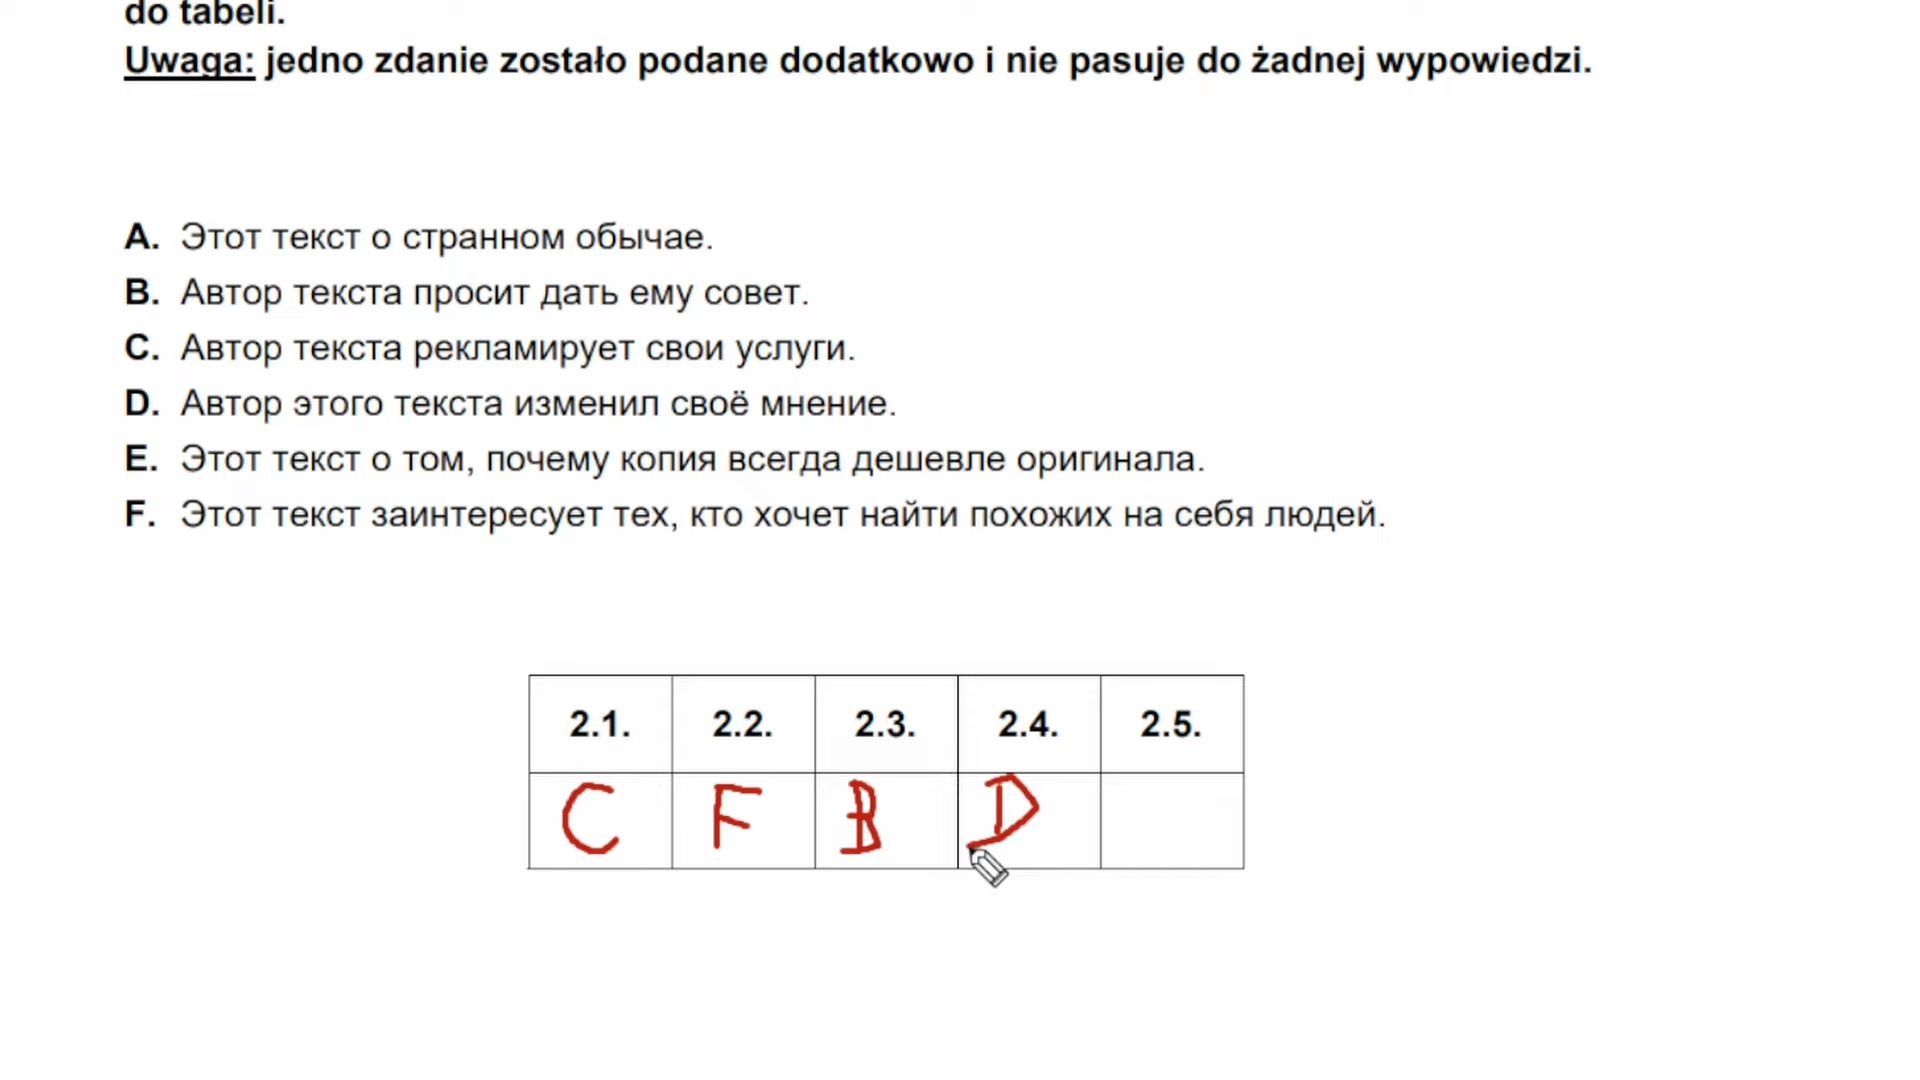 do tabeli.
Uwaga: jedno zdanie zostało podane dodatkowo i nie pasuje do żadnej wypowiedzi.
A. Этот текст о странном обычае.
B. Автор текста просит дать ему совет.
C. Автор текста рекламирует свои услуги.
D. Автор этого текста изменил своё мнение.
E. Этот текст о том, почему копия всегда дешевле оригинала.
F. Этот текст заинтересует тех, кто хочет найти похожих на себя людей.
2.1. 2.2. 2.3. 2.4. 2.5.
C F B D